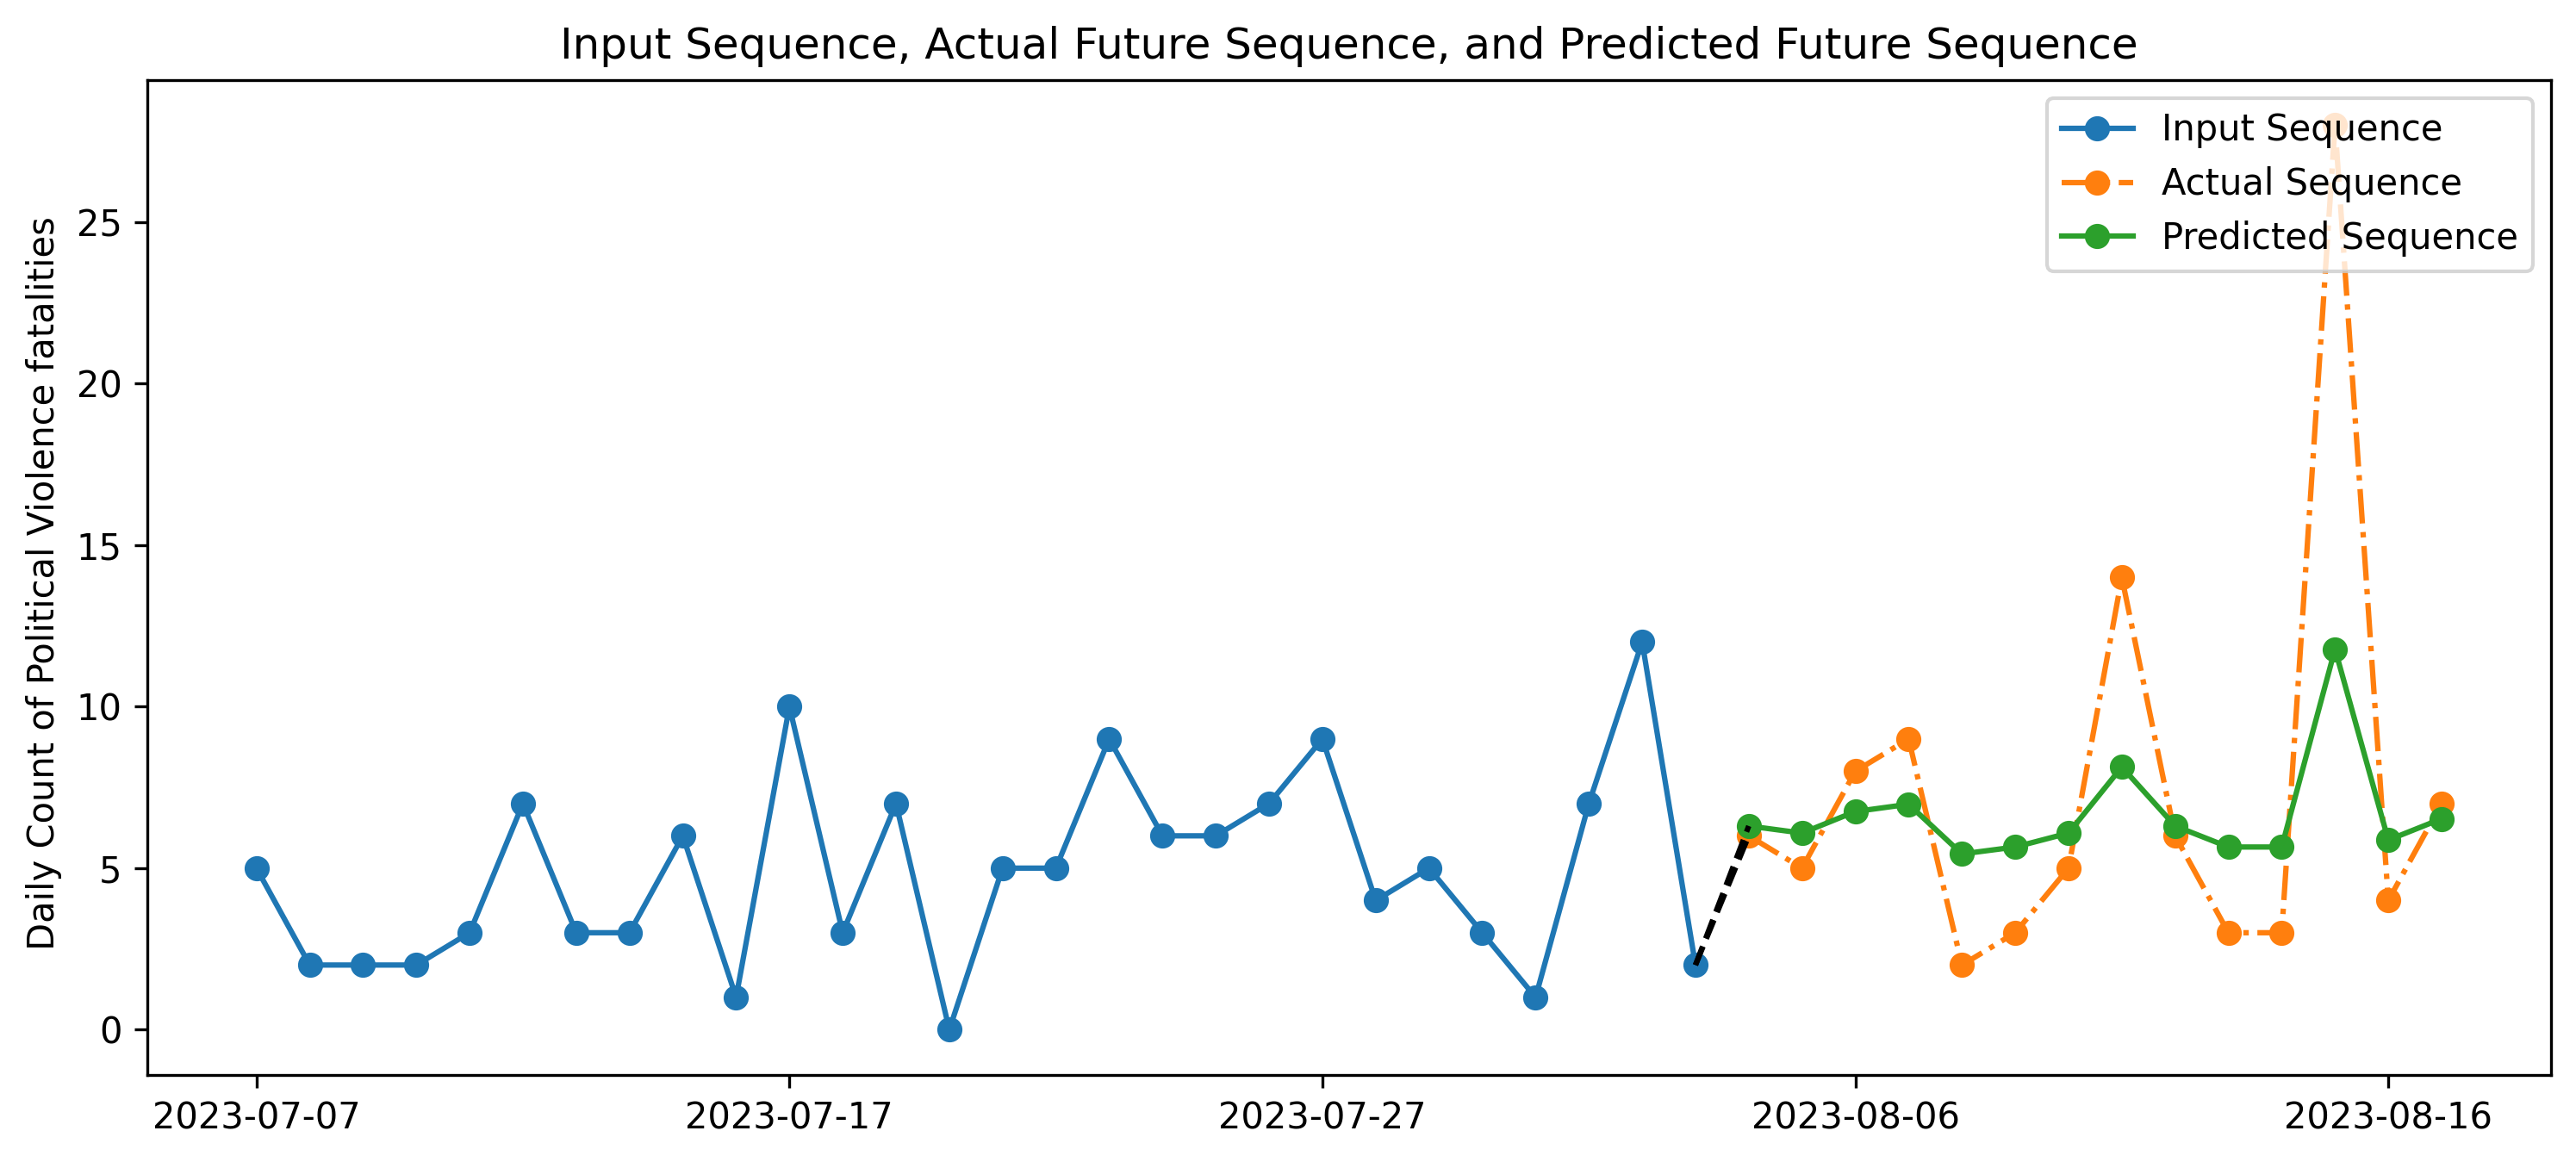 Input Sequence, Actual Future Sequence, and Predicted Future Sequence
Daily Count of Political Violence fatalities
25
20
15
10
5
0
Input Sequence
Actual Sequence
Predicted Sequence
2023-07-07
2023-07-17
2023-07-27
2023-08-06
2023-08-16